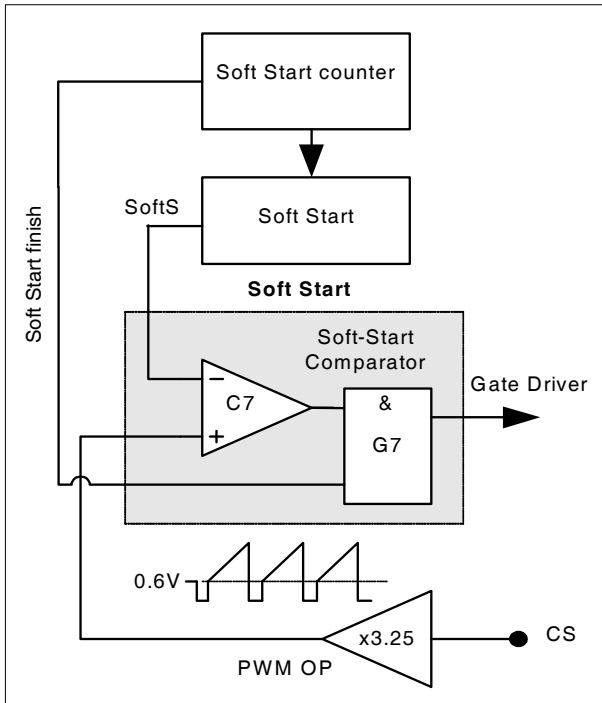 Soft Start counter
Soft Start
SoftS
Soft Start finish
Soft Start
Soft-Start
Comparator
Gate Driver
−
C7
+
&
G7
0.6V
x3.25
CS
PWM OP